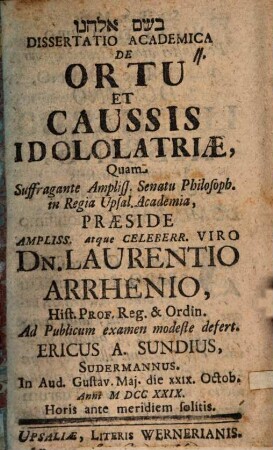 בשם אלהנו
DISSERTATIO ACADEMICA
DE
ORTU
ET
CAUSSIS
IDOLOLATRIÆ,
Quam
Suffragante Ampliss. Senatu Philosoph.
in Regia Upsal. Academia,
PRÆSIDE
AMPLISS. atque CELEBERR. VIRO
DN. LAURENTIO
ARRHENIO,
Hist. PROF. Reg. & Ordin.
Ad Publicum examen modeste defert.
ERICUS A. SUNDIUS,
SUDERMANNUS.
In Aud. Gustav. Maj. die XXIX. Octob.
Anni M DCC XXIX.
Horis ante meridiem solitis.
UPSALIÆ, LITERIS WERNERIANIS.